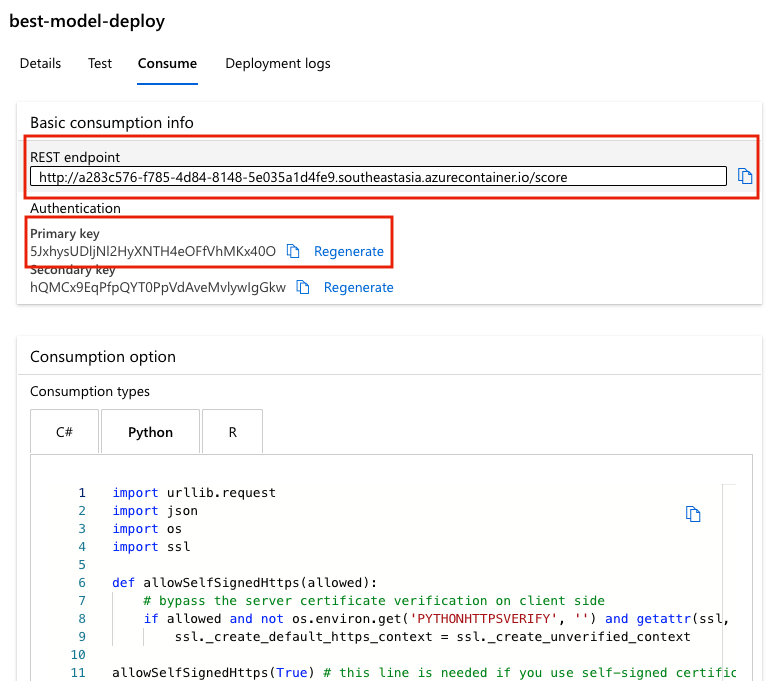 best-model-deploy
Details Test Consume Deployment logs
Basic consumption info
REST endpoint
http://a283c576-f785-4d84-8148-5e035a1d4fe9.southeastasia.azurecontainer.io/score
Authentication
Primary key
5JxhysUDljNl2HyXNTH4eOFfVhMKx40O Regenerate
Secondary key
hQMCx9EqPfpQYT0PpVdAveMvlywIgGkw Regenerate
Consumption option
Consumption types
C# Python R
1 import urllib.request
2 import json
3 import os
4 import ssl
5
6 def allowSelfSignedHttps(allowed):
7 # bypass the server certificate verification on client side
8 if allowed and not os.environ.get('PYTHONHTTPSVERIFY', '') and getattr(ssl,
9 ssl._create_default_https_context = ssl._create_unverified_context
10
11 allowSelfSignedHttps(True) # this line is needed if you use self-signed certific